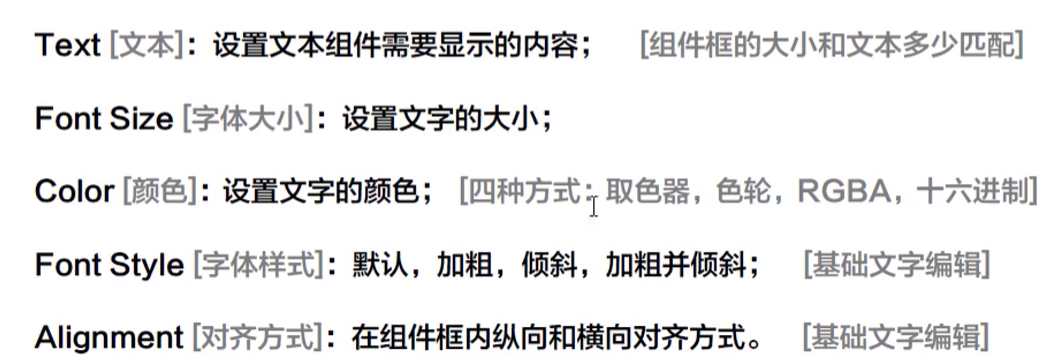 Text [文本]：设置文本组件需要显示的内容； [组件框的大小和文本多少匹配]
Font Size [字体大小]：设置文字的大小；
Color [颜色]：设置文字的颜色； [四种方式：取色器，色轮，RGBA，十六进制]
Font Style [字体样式]：默认，加粗，倾斜，加粗并倾斜； [基础文字编辑]
Alignment [对齐方式]：在组件框内纵向和横向对齐方式。 [基础文字编辑]